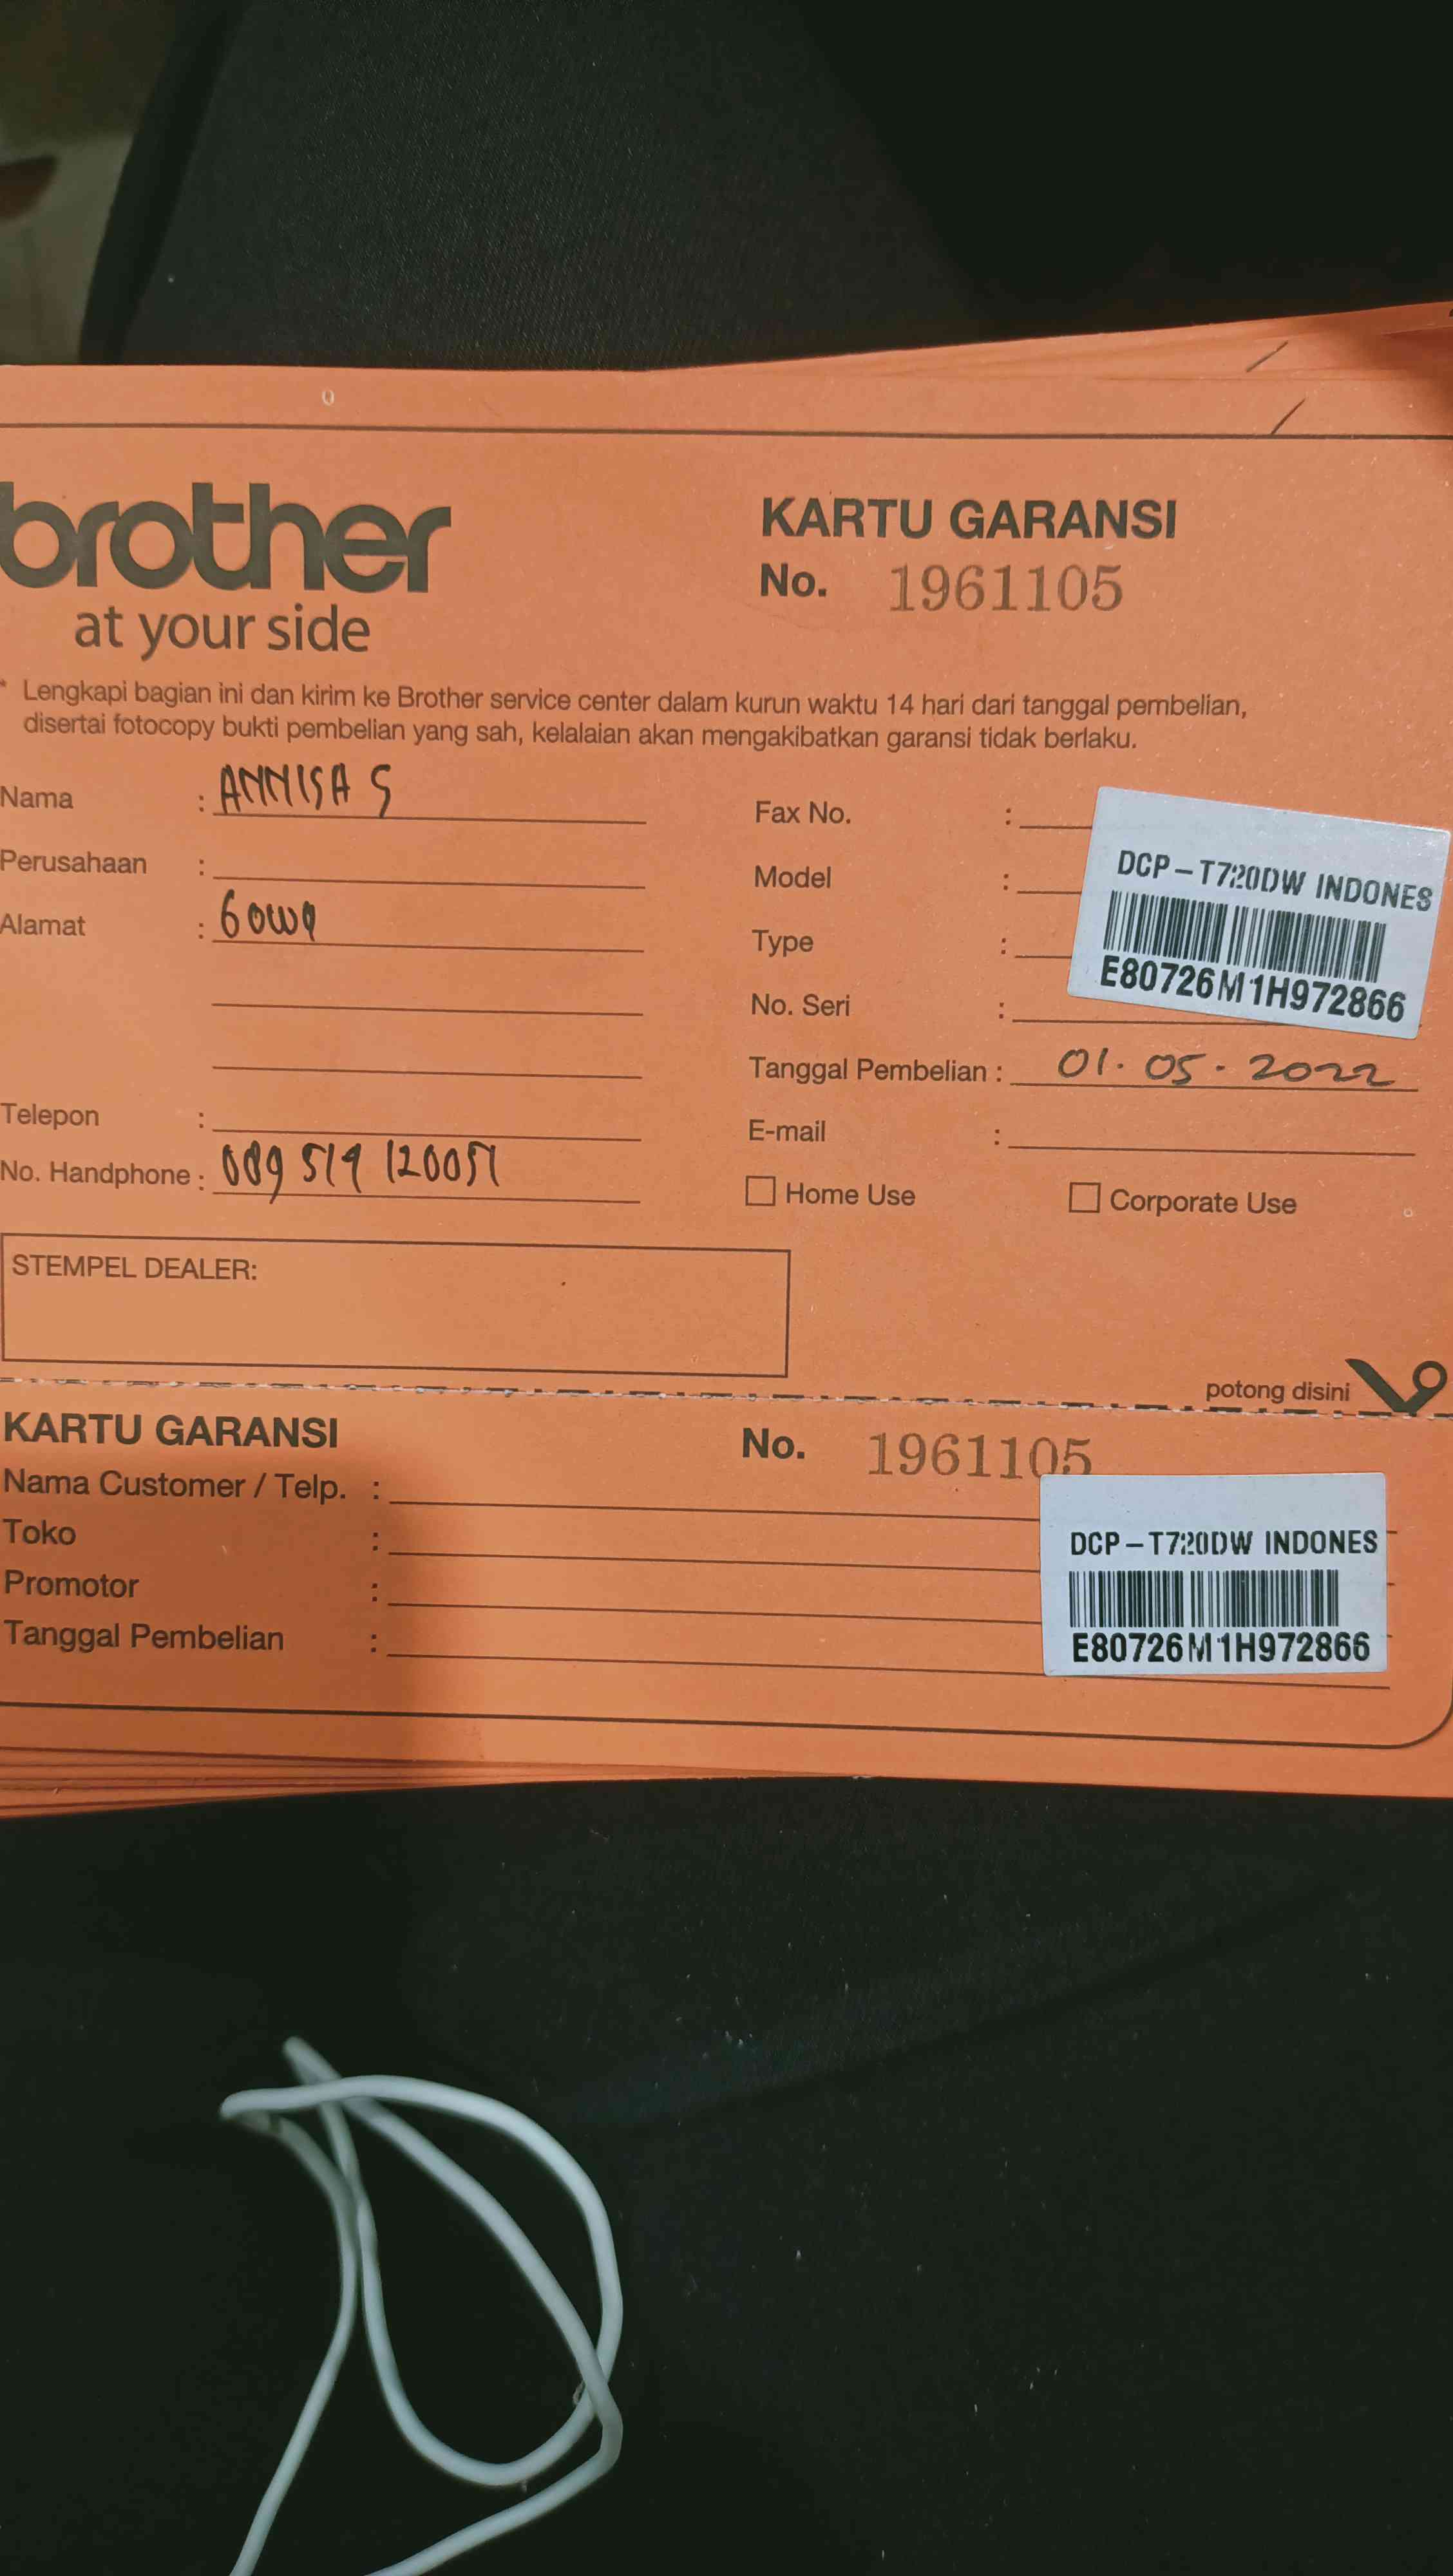 brother
at your side
KARTU GARANSI
No. 1961105
* Lengkapi bagian ini dan kirim ke Brother service center dalam kurun waktu 14 hari dari tanggal pembelian,
disertai fotocopy bukti pembelian yang sah, kelalaian akan mengakibatkan garansi tidak berlaku.
Nama : ANNISA S
Perusahaan :
Alamat : Gowa
Telepon :
No. Handphone : 089 519 120051
Fax No. :
Model :
Type :
No. Seri :
DCP-T720DW INDONES
E80726M1H972866
Tanggal Pembelian : 01.05.2022
E-mail :
Home Use
Corporate Use
STEMPEL DEALER:
potong disini
KARTU GARANSI
No. 1961105
Nama Customer / Telp. :
Toko :
Promotor :
Tanggal Pembelian :
DCP-T720DW INDONES
E80726M1H972866